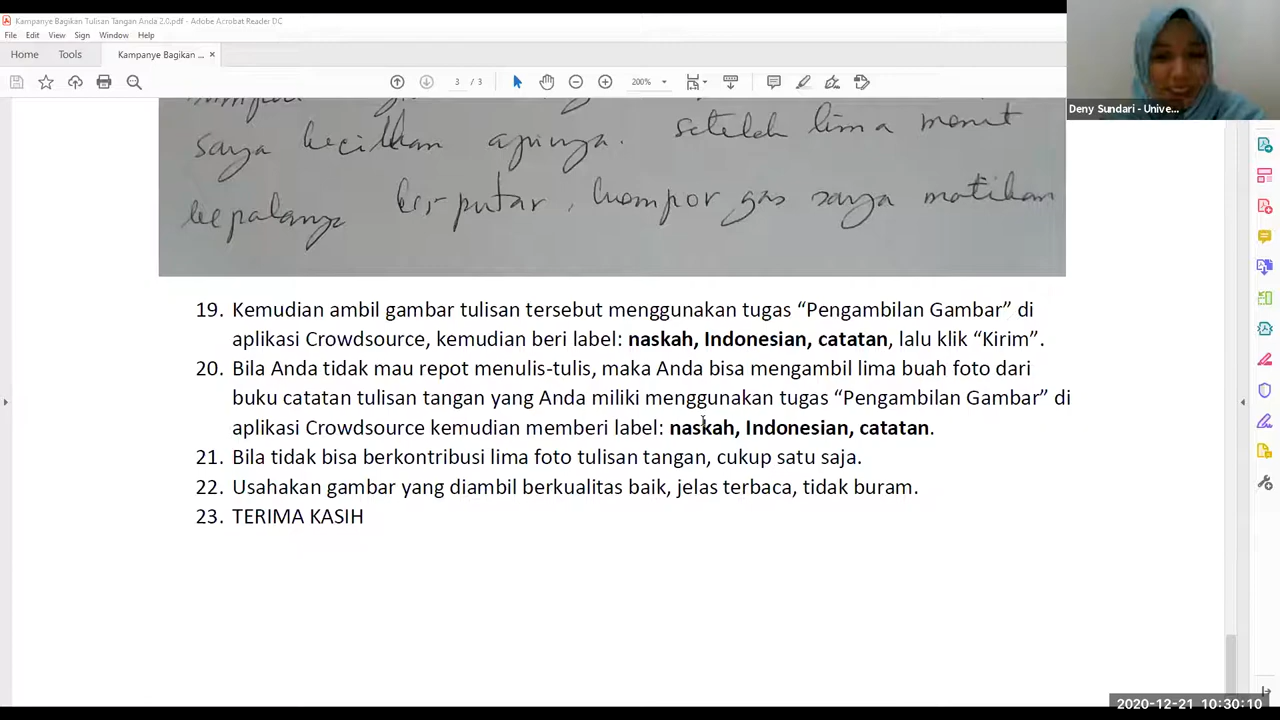 Kampanye Bagikan Tulisan Tangan Anda 2.0.pdf - Adobe Acrobat Reader DC
File Edit View Sign Window Help
Home Tools Kampanye Bagikan ... ×
3 / 3 200%
Deny Sundari - Unive...
saya kecilkan apinya. setelah lima menit
kepalanya berputar, kompor gas saya matikan
19. Kemudian ambil gambar tulisan tersebut menggunakan tugas “Pengambilan Gambar” di
aplikasi Crowdsource, kemudian beri label: naskah, Indonesian, catatan, lalu klik “Kirim”.
20. Bila Anda tidak mau repot menulis-tulis, maka Anda bisa mengambil lima buah foto dari
buku catatan tulisan tangan yang Anda miliki menggunakan tugas “Pengambilan Gambar” di
aplikasi Crowdsource kemudian memberi label: naskah, Indonesian, catatan.
21. Bila tidak bisa berkontribusi lima foto tulisan tangan, cukup satu saja.
22. Usahakan gambar yang diambil berkualitas baik, jelas terbaca, tidak buram.
23. TERIMA KASIH
2020-12-21 10:30:10